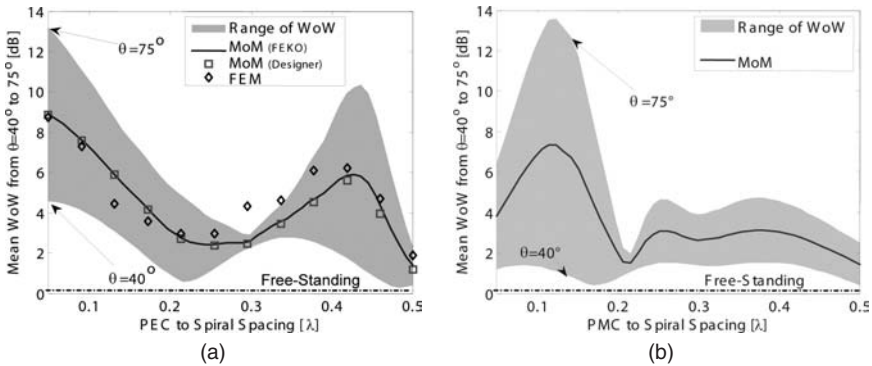 14
12
10
8
6
4
2
0
Mean WoW from θ=40° to 75° [dB]
0.1
0.2
0.3
0.4
0.5
PEC to Spiral Spacing [λ]
Range of WoW
MoM (FEKO)
MoM (Designer)
FEM
θ=75°
θ=40°
Free-Standing
(a)
14
12
10
8
6
4
2
0
Mean WoW from θ=40° to 75° [dB]
0.1
0.2
0.3
0.4
0.5
PMC to Spiral Spacing [λ]
Range of WoW
MoM
θ=75°
θ=40°
Free-Standing
(b)